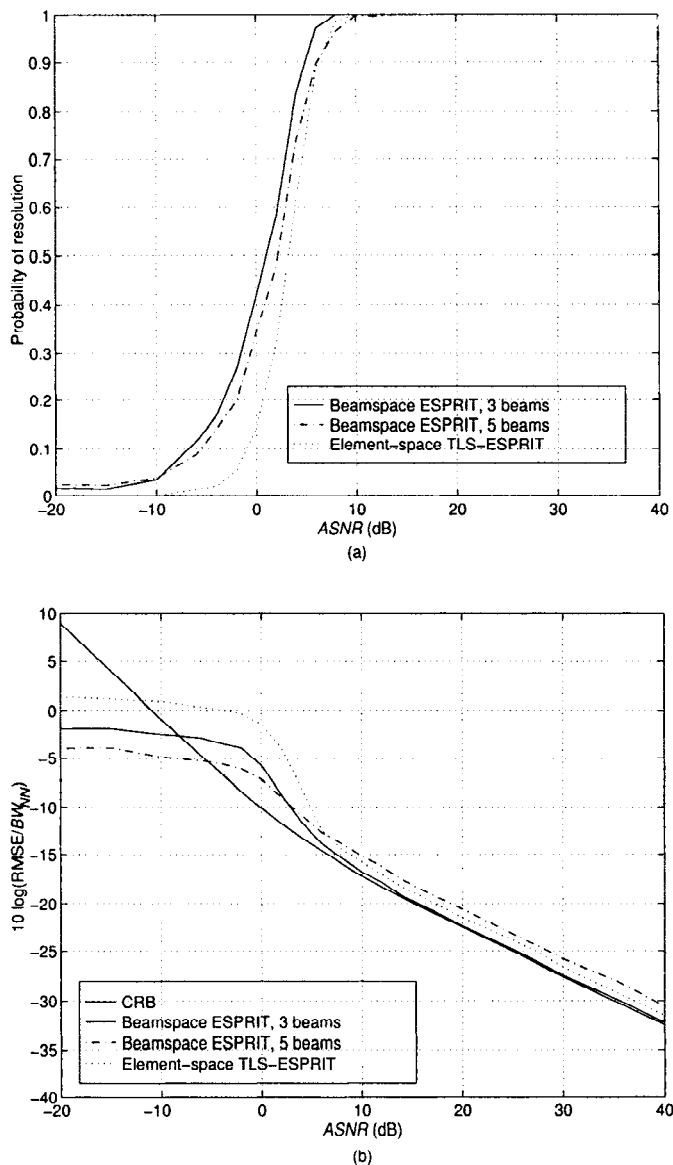 1
0.9
0.8
0.7
0.6
0.5
0.4
0.3
0.2
0.1
0
Probability of resolution
Beamspace ESPRIT, 3 beams
Beamspace ESPRIT, 5 beams
Element-space TLS-ESPRIT
-20 -10 0 10 20 30 40
ASNR (dB)
(a)
10
5
0
-5
-10
-15
-20
-25
-30
-35
-40
10 log(RMSE/BW_NN)
CRB
Beamspace ESPRIT, 3 beams
Beamspace ESPRIT, 5 beams
Element-space TLS-ESPRIT
-20 -10 0 10 20 30 40
ASNR (dB)
(b)